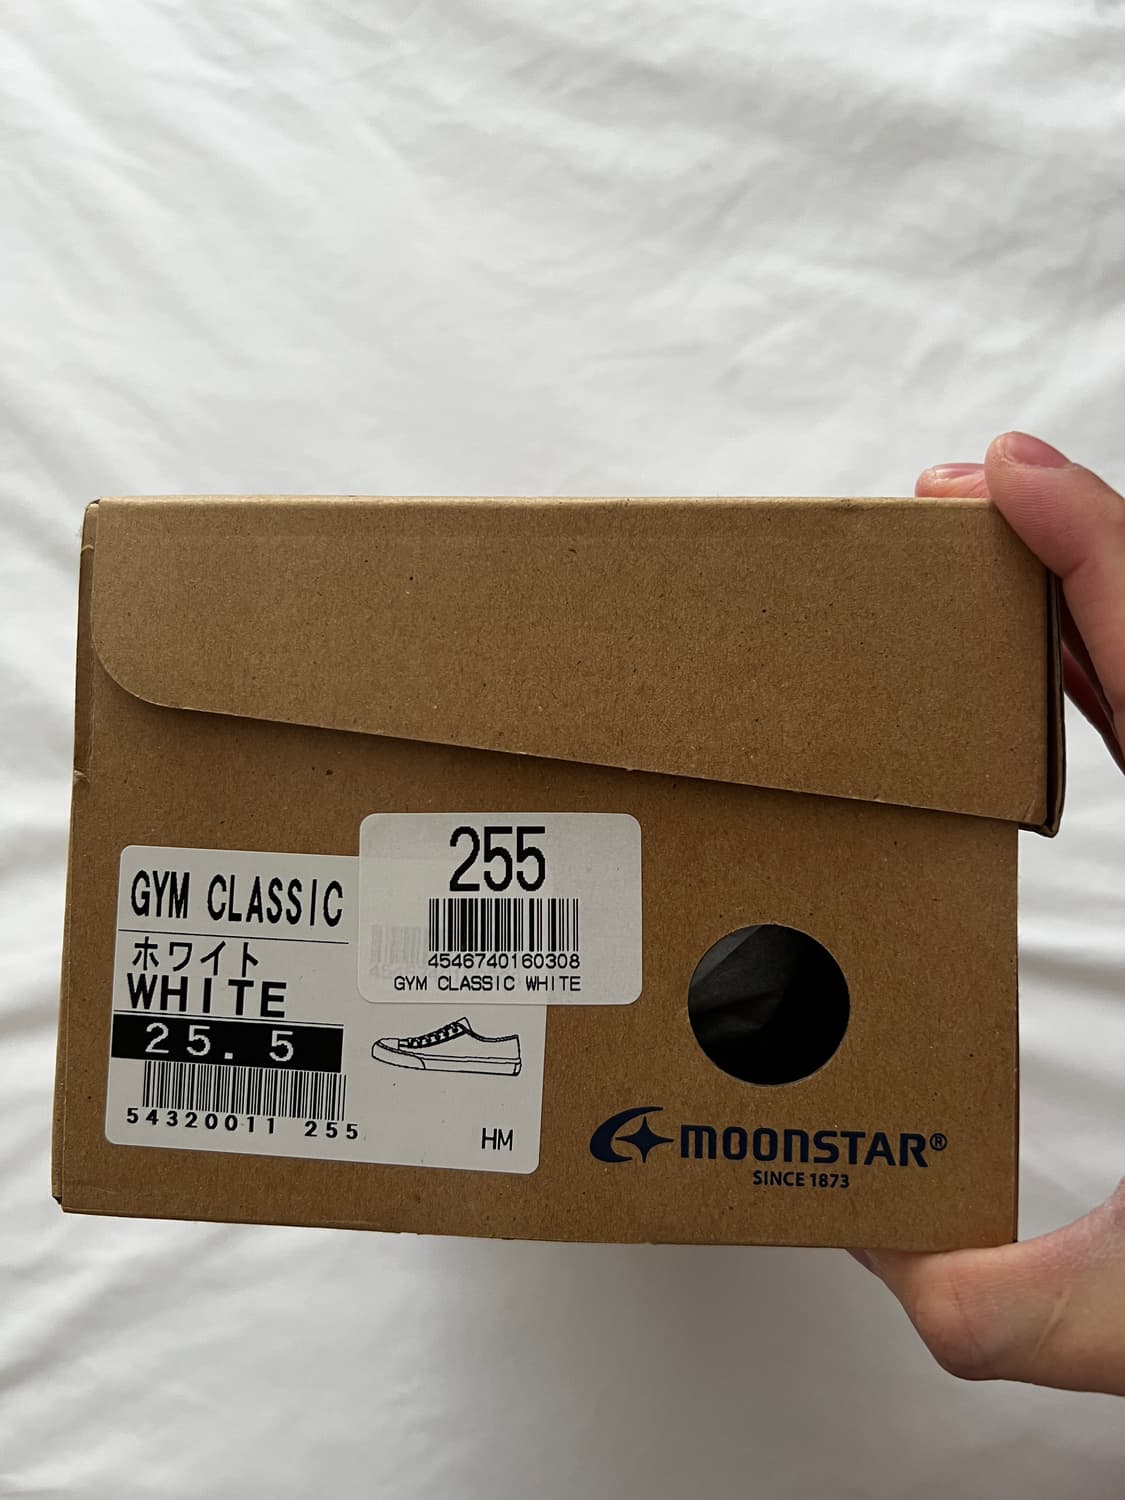 GYM CLASSIC
ホワイト
WHITE
25.5
54320011 255
HM
255
4546740160308
GYM CLASSIC WHITE
MOONSTAR®
SINCE 1873